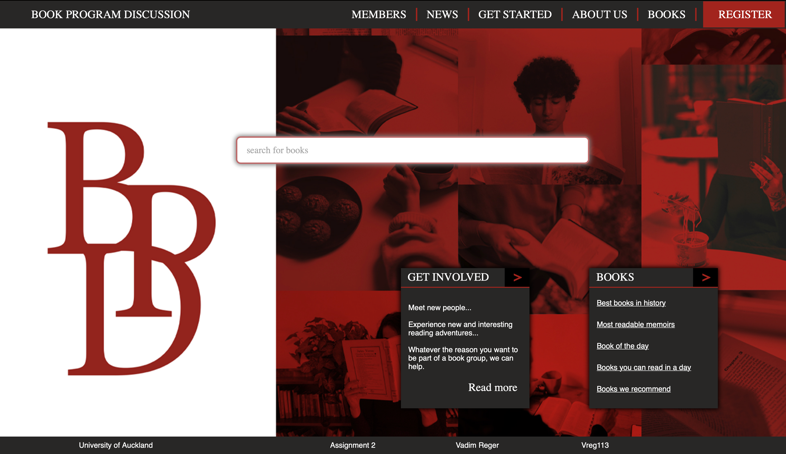 BOOK PROGRAM DISCUSSION
MEMBERS
NEWS
GET STARTED
ABOUT US
BOOKS
REGISTER
BPD
search for books
GET INVOLVED
>
Meet new people...
Experience new and interesting
reading adventures...
Whatever the reason you want to
be part of a book group, we can
help.
Read more
BOOKS
>
Best books in history
Most readable memoirs
Book of the day
Books you can read in a day
Books we recommend
University of Auckland
Assignment 2
Vadim Reger
Vreg113